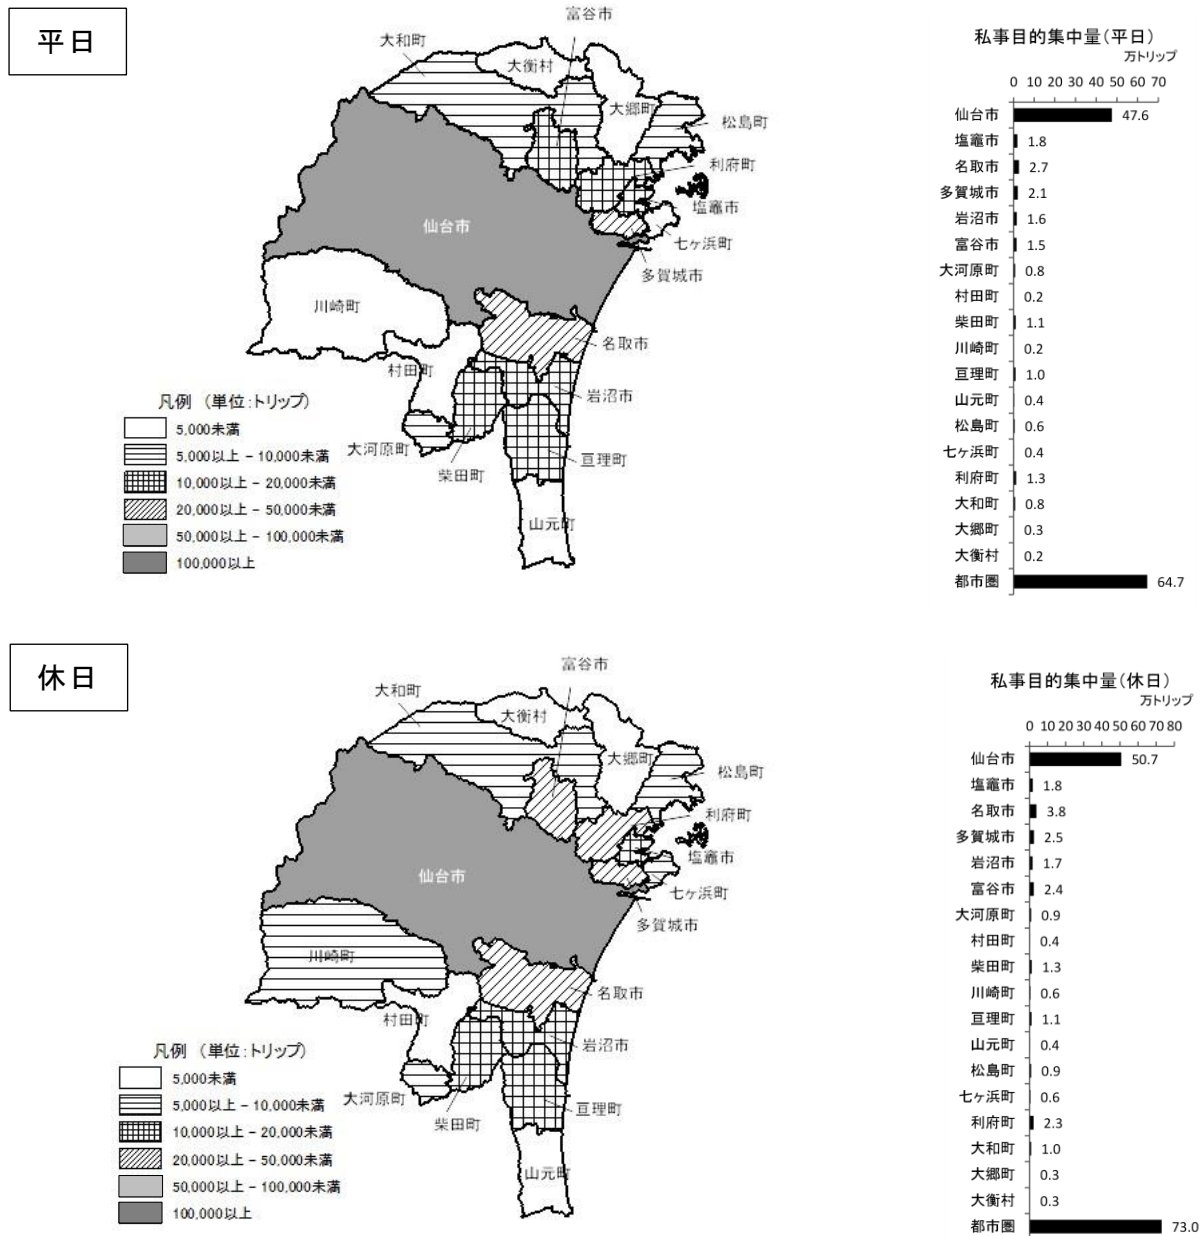 平日
富谷市
大和町
大衡村
大郷町
松島町
利府町
塩竈市
仙台市
七ヶ浜町
多賀城市
川崎町
名取市
村田町
岩沼市
大河原町
柴田町
亘理町
山元町
凡例 (単位:トリップ)
5,000未満
5,000以上-10,000未満
10,000以上-20,000未満
20,000以上-50,000未満
50,000以上-100,000未満
100,000以上
私事目的集中量(平日)
万トリップ
0 10 20 30 40 50 60 70
仙台市 47.6
塩竈市 1.8
名取市 2.7
多賀城市 2.1
岩沼市 1.6
富谷市 1.5
大河原町 0.8
村田町 0.2
柴田町 1.1
川崎町 0.2
亘理町 1.0
山元町 0.4
松島町 0.6
七ヶ浜町 0.4
利府町 1.3
大和町 0.8
大郷町 0.3
大衡村 0.2
都市圏 64.7
休日
富谷市
大和町
大衡村
大郷町
松島町
利府町
塩竈市
仙台市
七ヶ浜町
多賀城市
川崎町
名取市
村田町
岩沼市
大河原町
柴田町
亘理町
山元町
凡例 (単位:トリップ)
5,000未満
5,000以上-10,000未満
10,000以上-20,000未満
20,000以上-50,000未満
50,000以上-100,000未満
100,000以上
私事目的集中量(休日)
万トリップ
0 10 20 30 40 50 60 70 80
仙台市 50.7
塩竈市 1.8
名取市 3.8
多賀城市 2.5
岩沼市 1.7
富谷市 2.4
大河原町 0.9
村田町 0.4
柴田町 1.3
川崎町 0.6
亘理町 1.1
山元町 0.4
松島町 0.9
七ヶ浜町 0.6
利府町 2.3
大和町 1.0
大郷町 0.3
大衡村 0.3
都市圏 73.0